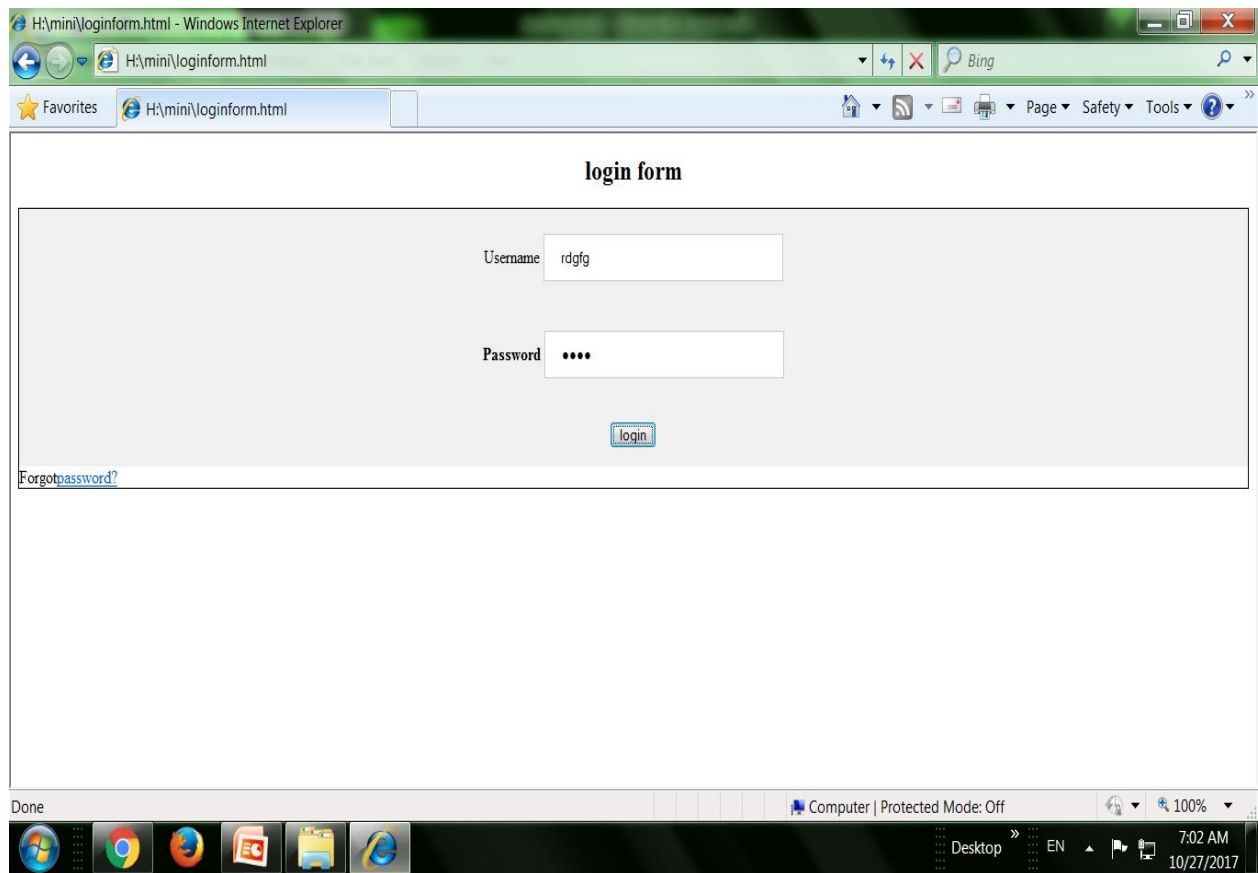 H:\mini\loginform.html - Windows Internet Explorer
H:\mini\loginform.html
Bing
Favorites
H:\mini\loginform.html
Page
Safety
Tools
login form
Username
rdgfg
Password
login
Forgotpassword?
Done
Computer | Protected Mode: Off
100%
Desktop
EN
7:02 AM
10/27/2017